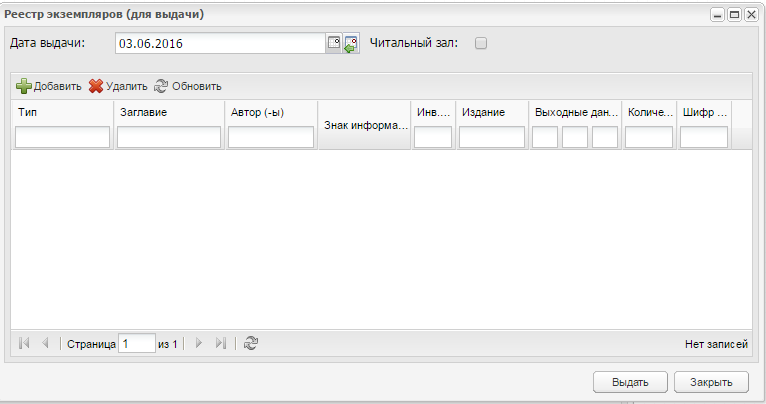 Реестр экземпляров (для выдачи)
Дата выдачи: 03.06.2016 Читальный зал:
Добавить Удалить Обновить
Тип Заглавие Автор (-ы) Знак информа... Инв.... Издание Выходные дан... Количе... Шифр ...
Страница 1 из 1 Нет записей
Выдать Закрыть